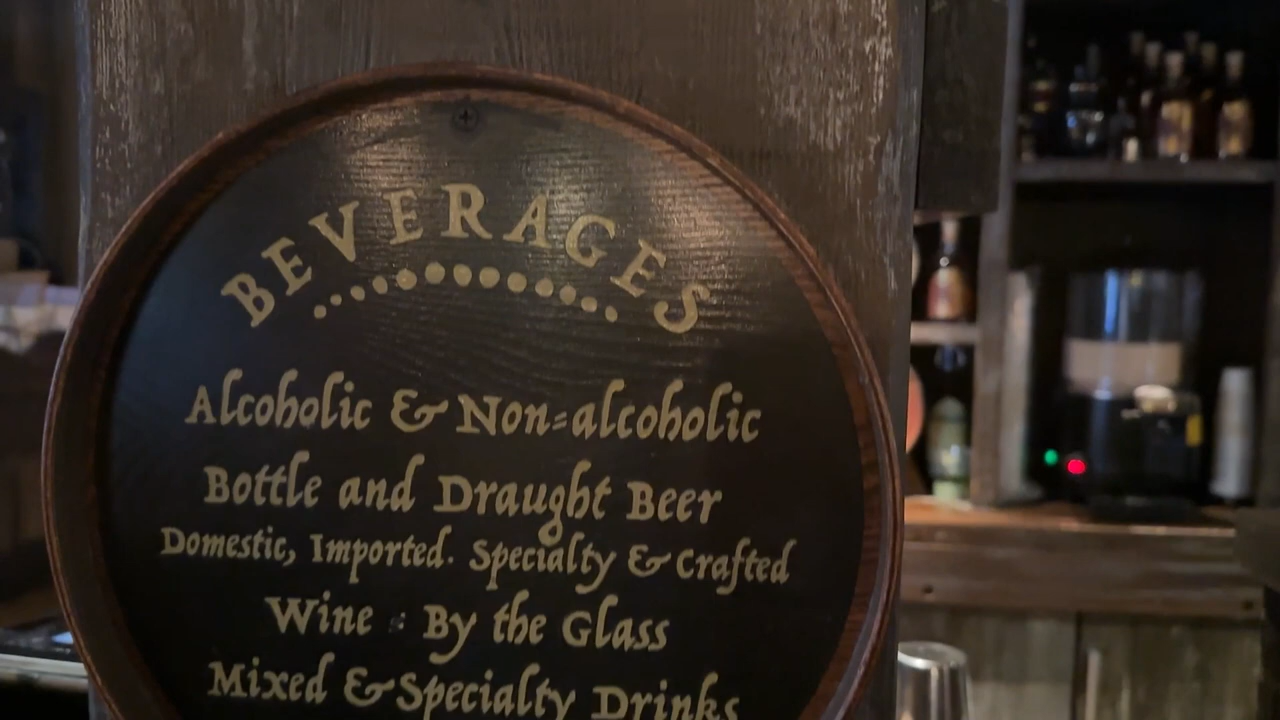 BEVERAGES
Alcoholic & Non=alcoholic
Bottle and Draught Beer
Domestic, Imported. Specialty & Crafted
Wine = By the Glass
Mixed & Specialty Drinks